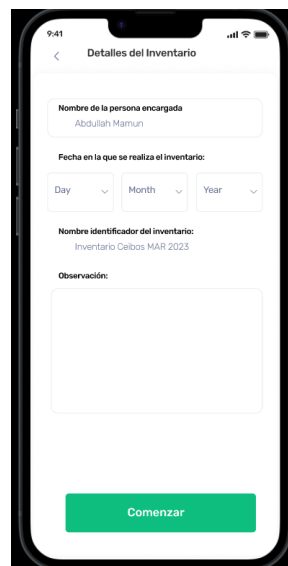 9:41
Detalles del Inventario
Nombre de la persona encargada
Abdullah Mamun
Fecha en la que se realiza el inventario:
Day Month Year
Nombre identificador del inventario:
Inventario Ceibos MAR 2023
Observación:
Comenzar